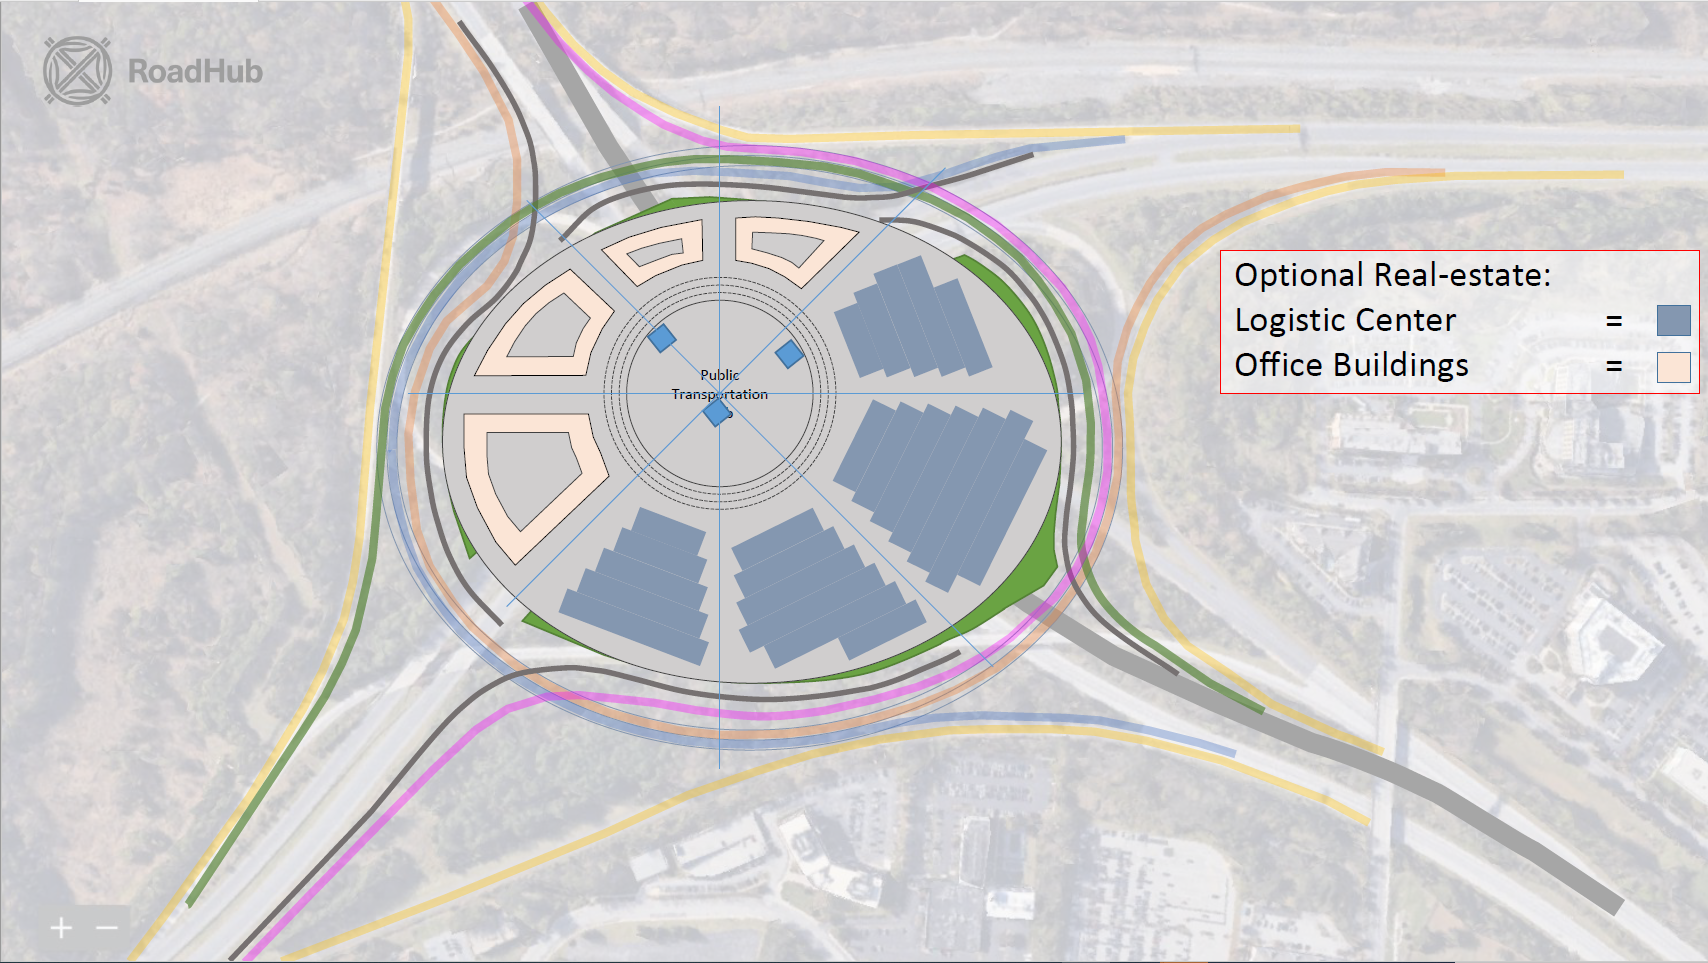 RoadHub
Optional Real-estate:
Logistic Center =
Office Buildings =
Public
Transportation